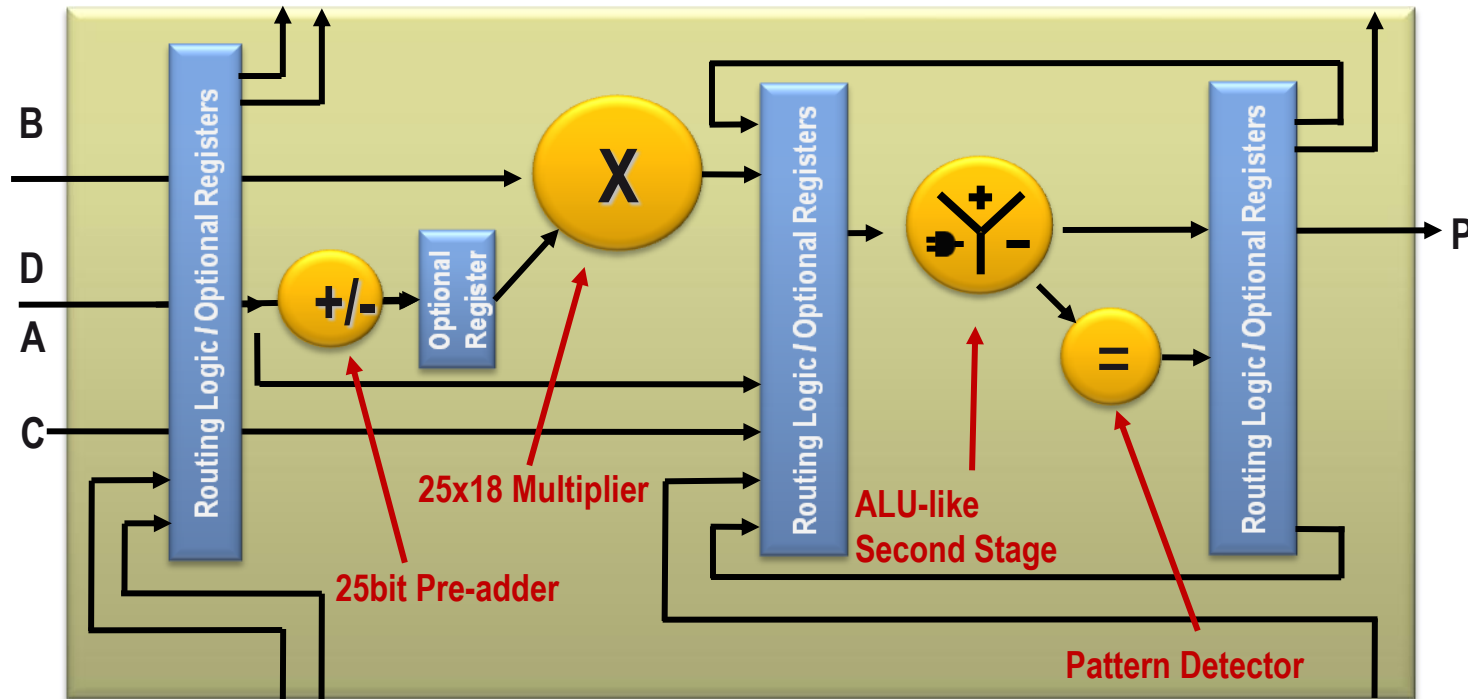 B
D
A
C
P
Routing Logic / Optional Registers
+/-
Optional
Register
X
Routing Logic / Optional Registers
+
-
=
Routing Logic / Optional Registers
25x18 Multiplier
25bit Pre-adder
ALU-like
Second Stage
Pattern Detector